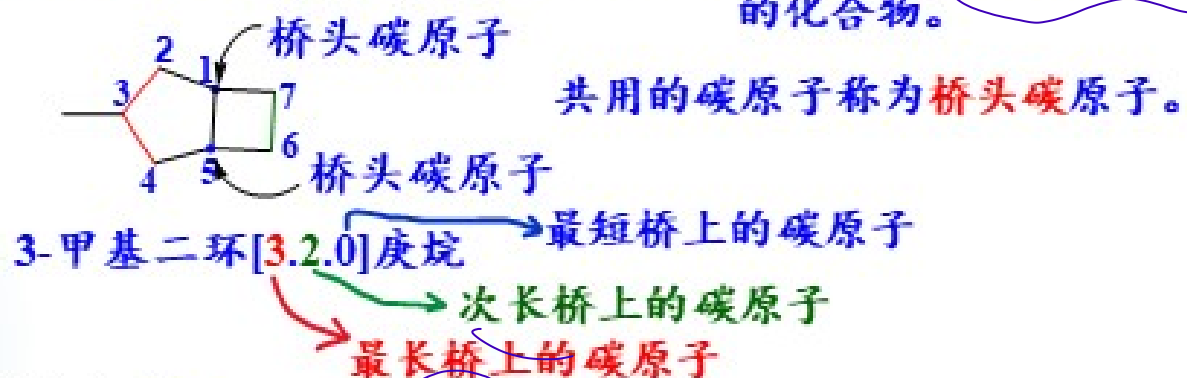 的化合物。
桥头碳原子
2
1
3
7
共用的碳原子称为桥头碳原子。
6
4
5
桥头碳原子
最短桥上的碳原子
3-甲基二环[3.2.0]庚烷
次长桥上的碳原子
最长桥上的碳原子